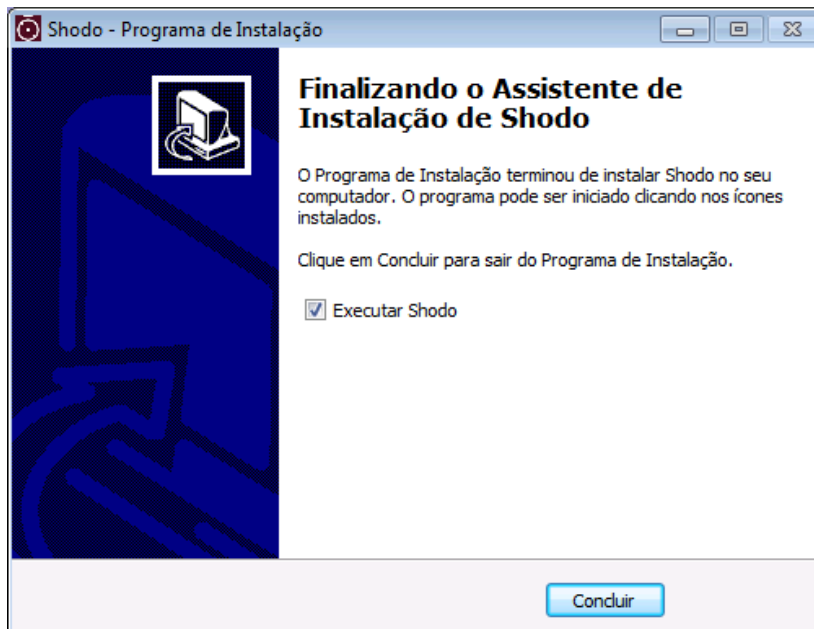 Shodo - Programa de Instalação
Finalizando o Assistente de
Instalação de Shodo
O Programa de Instalação terminou de instalar Shodo no seu
computador. O programa pode ser iniciado clicando nos ícones
instalados.
Clique em Concluir para sair do Programa de Instalação.
Executar Shodo
Concluir